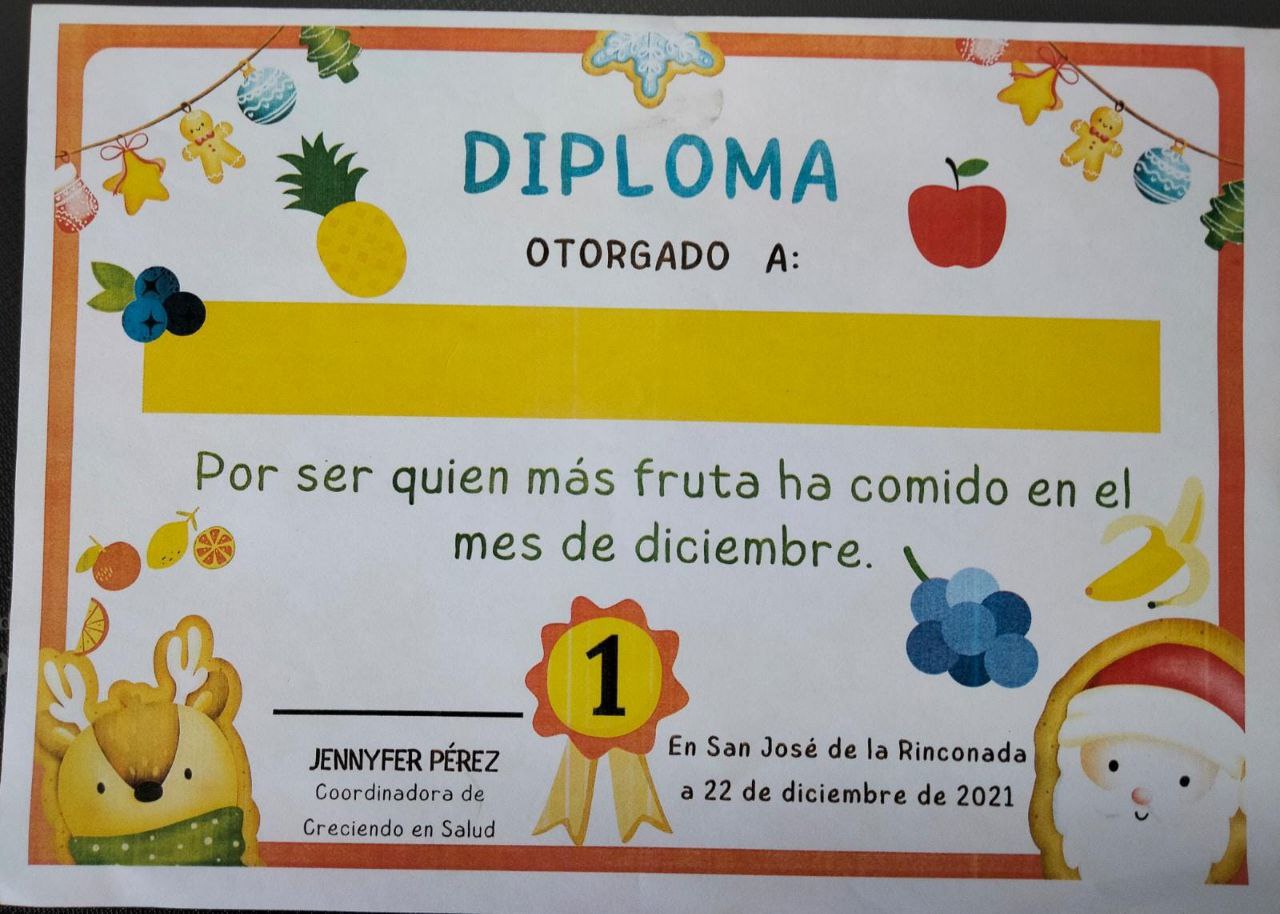 DIPLOMA
OTORGADO A:
Por ser quien más fruta ha comido en el
mes de diciembre.
1
JENNYFER PÉREZ
Coordinadora de
Creciendo en Salud
En San José de la Rinconada
a 22 de diciembre de 2021